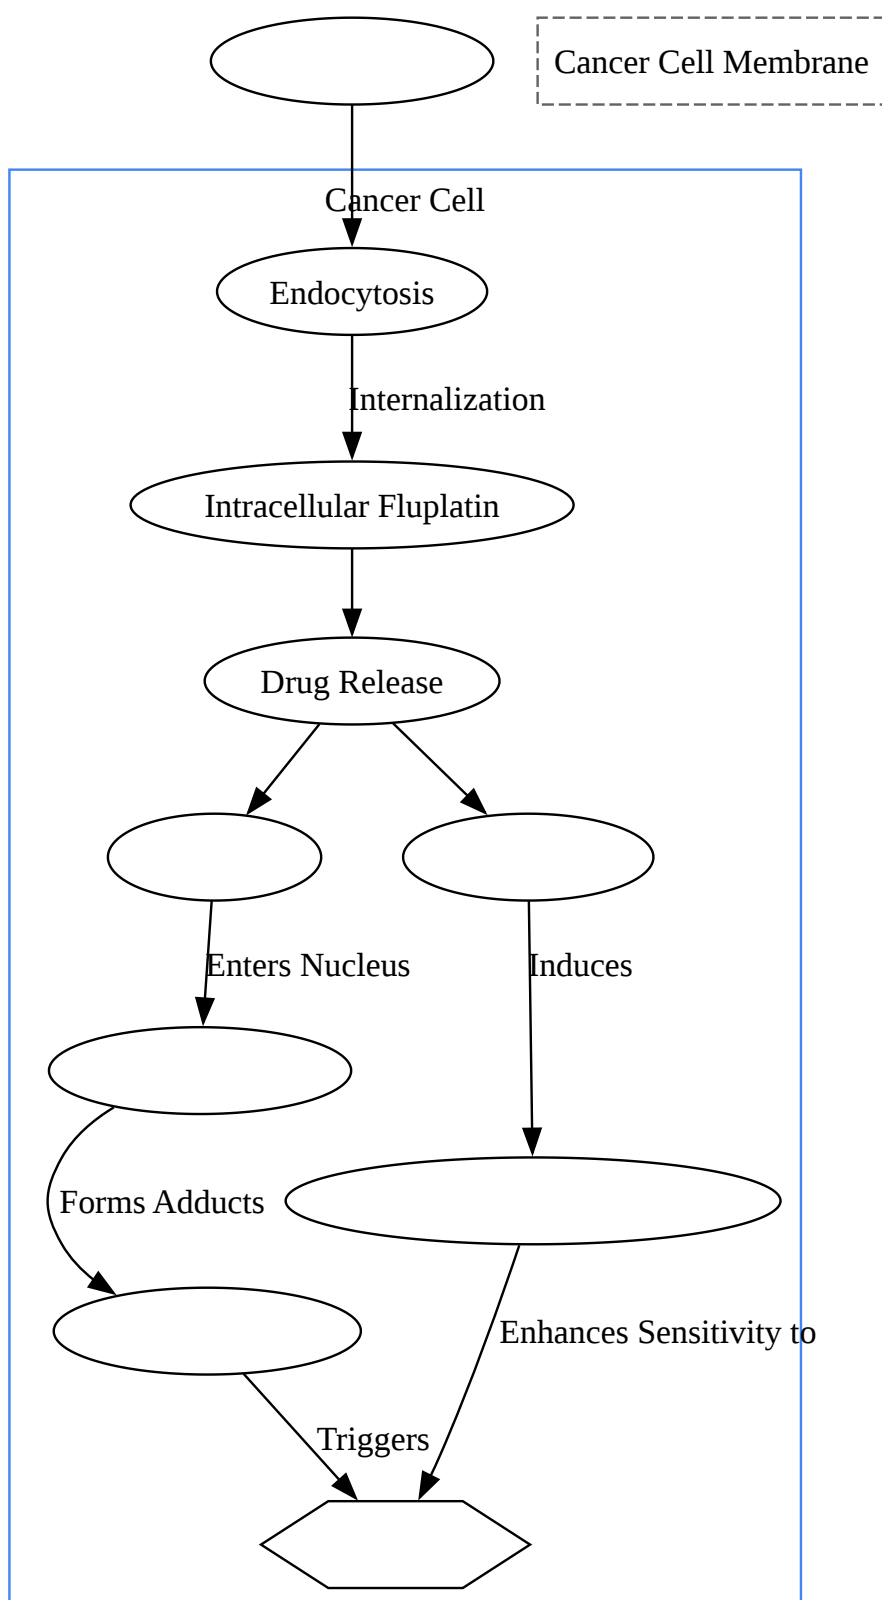 Cancer Cell Membrane
Cancer Cell
Endocytosis
Internalization
Intracellular Fluplatin
Drug Release
Enters Nucleus
Induces
Forms Adducts
Enhances Sensitivity to
Triggers